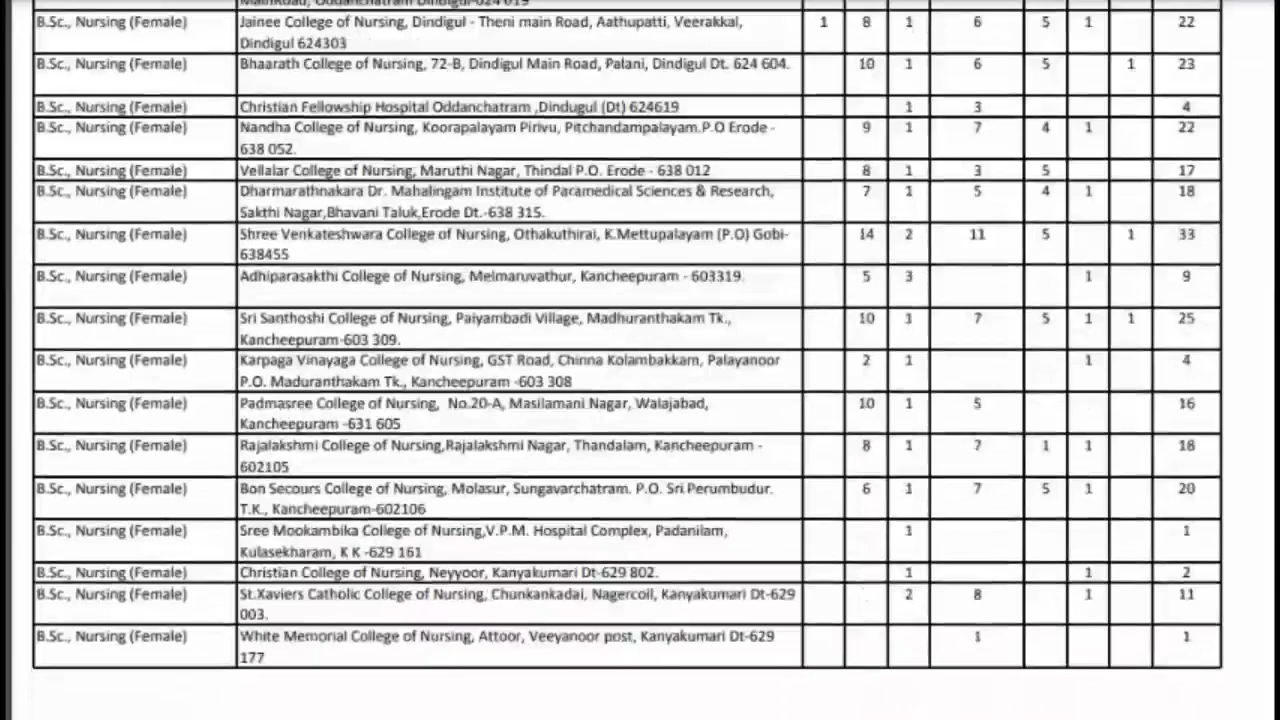 MainRoad, Oddanchatram Dindigul-624 619
B.Sc., Nursing (Female) Jainee College of Nursing, Dindigul - Theni main Road, Aathupatti, Veerakkal, 1 8 1 6 5 1 22
Dindigul 624303
B.Sc., Nursing (Female) Bhaarath College of Nursing, 72-B, Dindigul Main Road, Palani, Dindigul Dt. 624 604. 10 1 6 5 1 23
B.Sc., Nursing (Female) Christian Fellowship Hospital Oddanchatram ,Dindugul (Dt) 624619 1 3 4
B.Sc., Nursing (Female) Nandha College of Nursing, Koorapalayam Pirivu, Pitchandampalayam.P.O Erode - 9 1 7 4 1 22
638 052.
B.Sc., Nursing (Female) Vellalar College of Nursing, Maruthi Nagar, Thindal P.O. Erode - 638 012 8 1 3 5 17
B.Sc., Nursing (Female) Dharmarathnakara Dr. Mahalingam Institute of Paramedical Sciences & Research, 7 1 5 4 1 18
Sakthi Nagar,Bhavani Taluk,Erode Dt.-638 315.
B.Sc., Nursing (Female) Shree Venkateshwara College of Nursing, Othakuthirai, K.Mettupalayam (P.O) Gobi- 14 2 11 5 1 33
638455
B.Sc., Nursing (Female) Adhiparasakthi College of Nursing, Melmaruvathur, Kancheepuram - 603319. 5 3 1 9
B.Sc., Nursing (Female) Sri Santhoshi College of Nursing, Paiyambadi Village, Madhuranthakam Tk., 10 1 7 5 1 1 25
Kancheepuram-603 309.
B.Sc., Nursing (Female) Karpaga Vinayaga College of Nursing, GST Road, Chinna Kolambakkam, Palayanoor 2 1 1 4
P.O. Maduranthakam Tk., Kancheepuram -603 308
B.Sc., Nursing (Female) Padmasree College of Nursing, No.20-A, Masilamani Nagar, Walajabad, 10 1 5 16
Kancheepuram -631 605
B.Sc., Nursing (Female) Rajalakshmi College of Nursing,Rajalakshmi Nagar, Thandalam, Kancheepuram - 8 1 7 1 1 18
602105
B.Sc., Nursing (Female) Bon Secours College of Nursing, Molasur, Sungavarchatram. P.O. Sri.Perumbudur. 6 1 7 5 1 20
T.K., Kancheepuram-602106
B.Sc., Nursing (Female) Sree Mookambika College of Nursing,V.P.M. Hospital Complex, Padanilam, 1 1
Kulasekharam, K K -629 161
B.Sc., Nursing (Female) Christian College of Nursing, Neyyoor, Kanyakumari Dt-629 802. 1 1 2
B.Sc., Nursing (Female) St.Xaviers Catholic College of Nursing, Chunkankadai, Nagercoil, Kanyakumari Dt-629 2 8 1 11
003.
B.Sc., Nursing (Female) White Memorial College of Nursing, Attoor, Veeyanoor post, Kanyakumari Dt-629 1 1
177